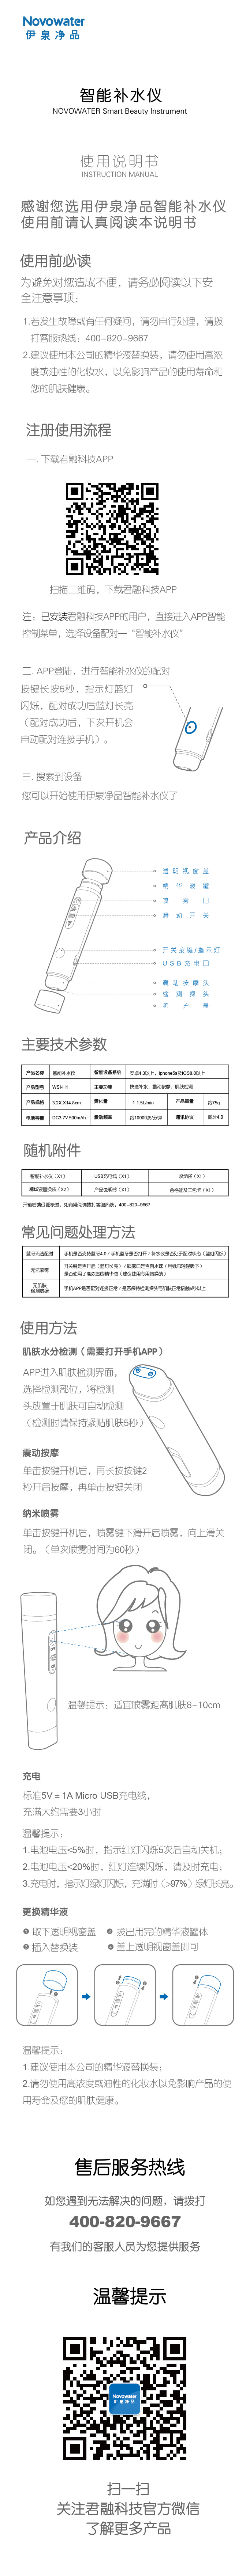 Novowater
伊泉净品
智能补水仪
NOVOWATER Smart Beauty Instrument
使用说明书
INSTRUCTION MANUAL
感谢您选用伊泉净品智能补水仪
使用前请认真阅读本说明书
使用前必读
为避免对您造成不便，请务必阅读以下安
全注意事项：
1.若发生故障或有任何疑问，请勿自行处理，请拨
打客服热线：400-820-9667
2.建议使用本公司的精华液替换装，请勿使用高浓
度或油性的化妆水，以免影响产品的使用寿命和
您的肌肤健康。
注册使用流程
一. 下载君融科技APP
扫描二维码，下载君融科技APP
注：已安装君融科技APP的用户，直接进入APP智能
控制菜单，选择设备配对一“智能补水仪”
二. APP登陆，进行智能补水仪的配对
按键长按5秒，指示灯蓝灯
闪烁，配对成功后蓝灯长亮
（配对成功后，下次开机会
自动配对连接手机）。
三. 搜索到设备
您可以开始使用伊泉净品智能补水仪了
产品介绍
透明视窗盖
精华液罐
喷雾口
滑动开关
开关按键/指示灯
USB充电口
震动按摩头
检测探头
防护盖
主要技术参数
产品名称 智能补水仪 智能设备系统 安卓4.3以上，Iphone5s及IOS8.0以上
产品型号 WSI-H1 主要功能 快速补水，震动按摩，肌肤检测
产品规格 3.2X.X14.8cm 雾化量 1-1.5L/min 产品重量 约75g
电池容量 DC3.7V,500mAh 震动频率 约10000次/分钟 通讯协议 蓝牙4.0
随机附件
智能补水仪（X1） USB充电线（X1） 收纳袋（X1）
精华液替换装（X2） 产品说明书（X1） 合格证及三包卡（X1）
开箱后请仔细核对，如有疑问请拨打服务热线：400-820-9667
常见问题处理方法
蓝牙无法配对 手机是否支持蓝牙4.0 / 手机蓝牙是否打开 / 补水仪是否处于配对状态（蓝灯闪烁）
无法喷雾 开关键是否开启（蓝灯长亮）/ 喷雾口是否有水珠（用纸巾轻轻吸干）
是否使用了高浓度的精华液（建议使用专用替换装）
无肌肤
检测数据 手机APP是否配对连接正常 / 是否保持检测探头与肌肤正常接触5秒以上
使用方法
肌肤水分检测（需要打开手机APP）
APP进入肌肤检测界面，
选择检测部位，将检测
头放置于肌肤可自动检测
（检测时请保持紧贴肌肤5秒）
震动按摩
单击按键开机后，再长按按键2
秒开启按摩，再单击按键关闭
纳米喷雾
单击按键开机后，喷雾键下滑开启喷雾，向上滑关
闭。（单次喷雾时间为60秒）
温馨提示：适宜喷雾距离肌肤8-10cm
充电
标准5V＝1A Micro USB充电线，
充满大约需要3小时
温馨提示：
1.电池电压<5%时，指示红灯闪烁5次后自动关机；
2.电池电压<20%时，红灯连续闪烁，请及时充电；
3.充电时，指示灯绿灯闪烁，充满时（>97%）绿灯长亮。
更换精华液
❶ 取下透明视窗盖 ❷ 拔出用完的精华液罐体
❸ 插入替换装 ❹ 盖上透明视窗盖即可
温馨提示：
1.建议使用本公司的精华液替换装；
2.请勿使用高浓度或油性的化妆水以免影响产品的使
用寿命及您的肌肤健康。
售后服务热线
如您遇到无法解决的问题，请拨打
400-820-9667
有我们的客服人员为您提供服务
温馨提示
Novowater
伊泉净品
扫一扫
关注君融科技官方微信
了解更多产品